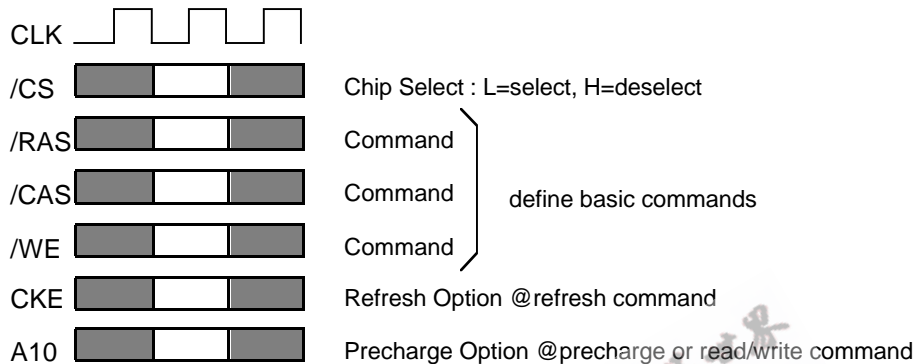 CLK
/CS Chip Select : L=select, H=deselect
/RAS Command
/CAS Command define basic commands
/WE Command
CKE Refresh Option @refresh command
A10 Precharge Option @precharge or read/write command